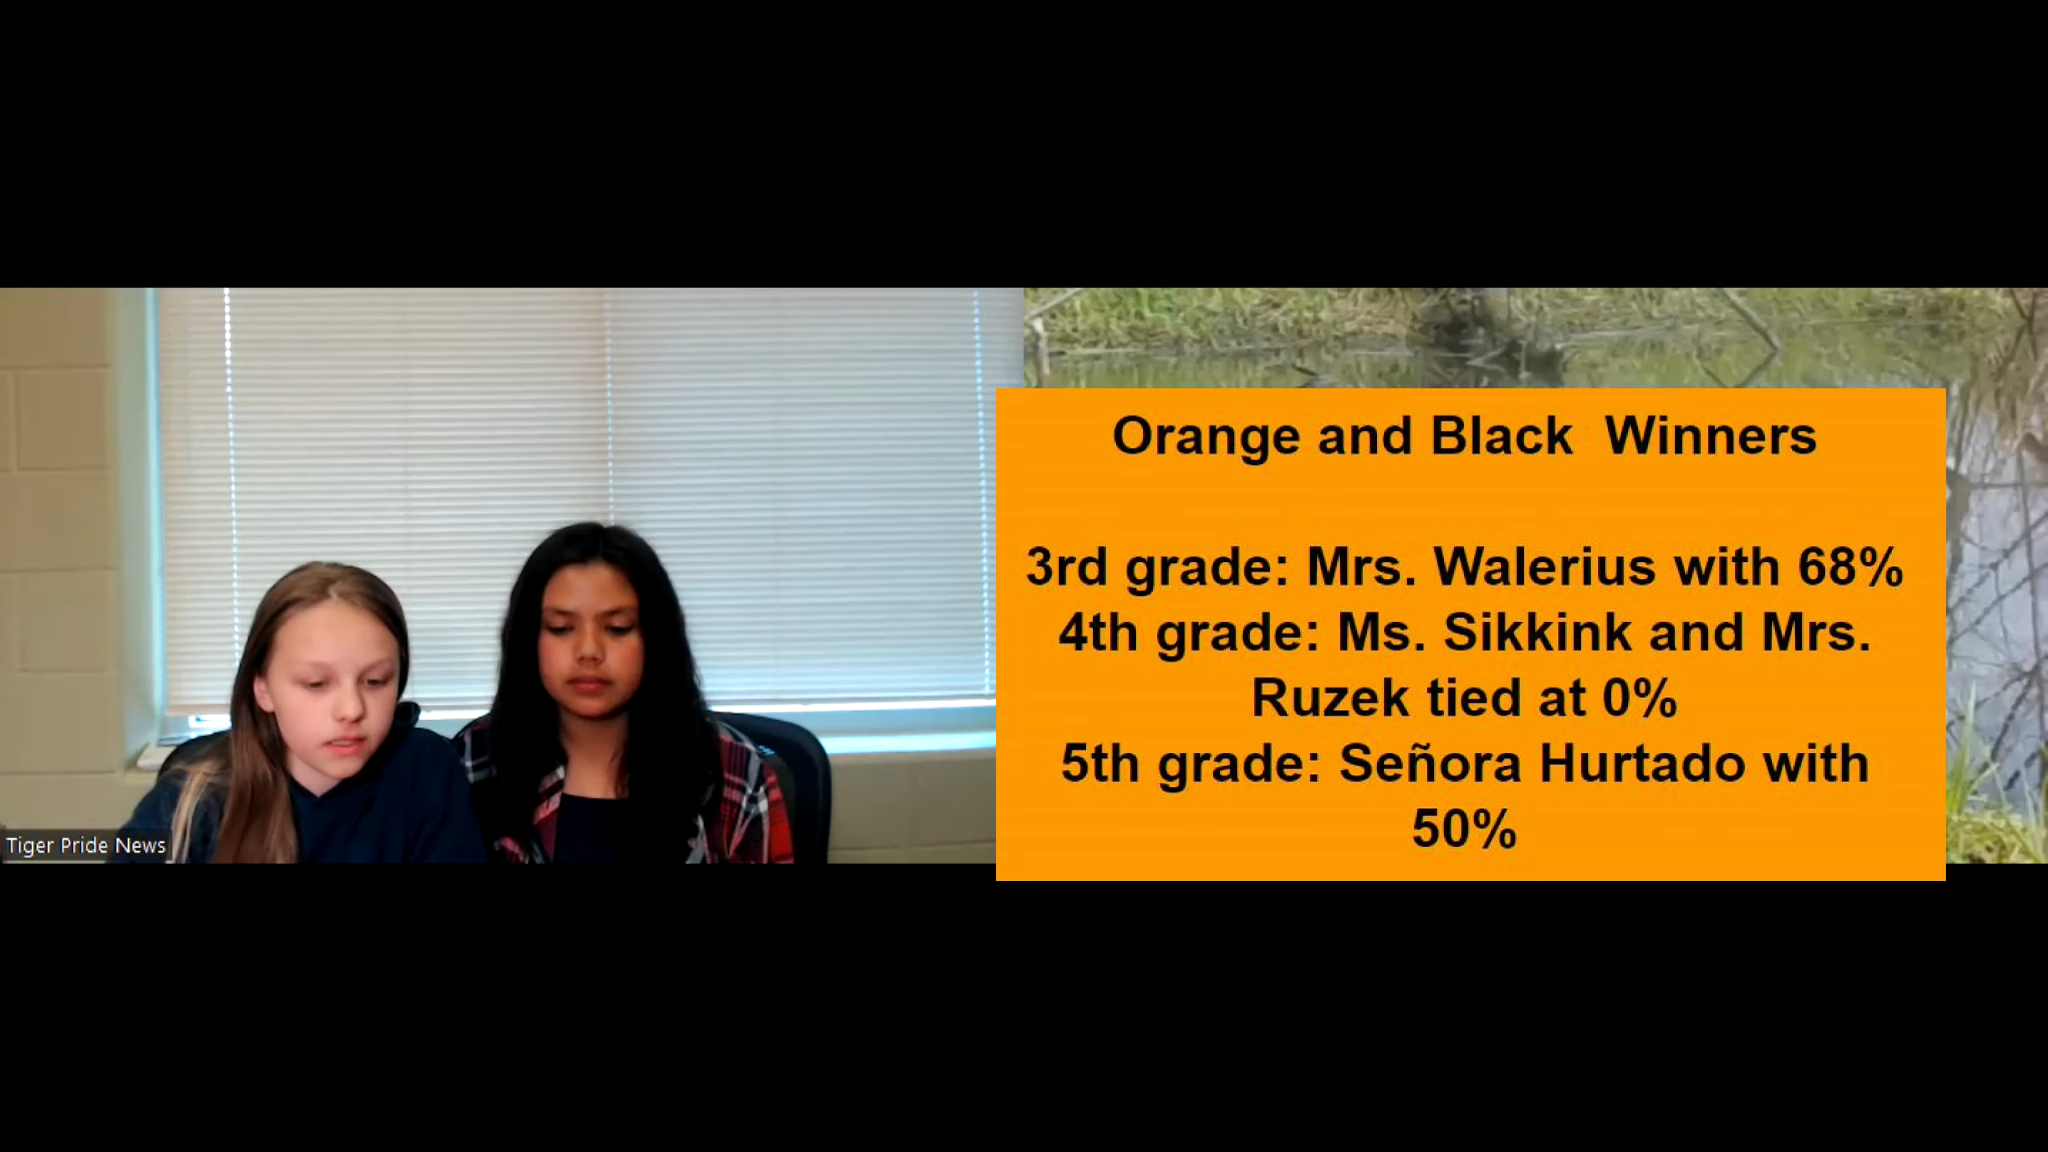 Orange and Black Winners
3rd grade: Mrs. Walerius with 68%
4th grade: Ms. Sikkink and Mrs.
Ruzek tied at 0%
5th grade: Señora Hurtado with
50%
Tiger Pride News